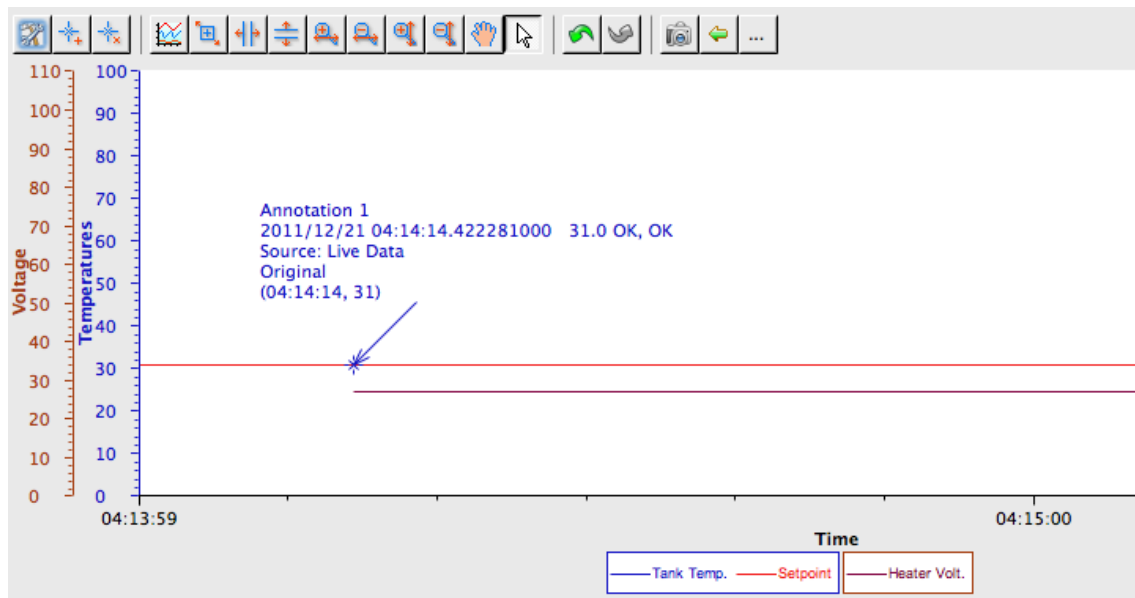 ...
110
100
90
80
70
60
50
40
30
20
10
0
Voltage
100
90
80
70
60
50
40
30
20
10
0
Temperatures
Annotation 1
2011/12/21 04:14:14.422281000   31.0 OK, OK
Source: Live Data
Original
(04:14:14, 31)
04:13:59
04:15:00
Time
Tank Temp.
Setpoint
Heater Volt.